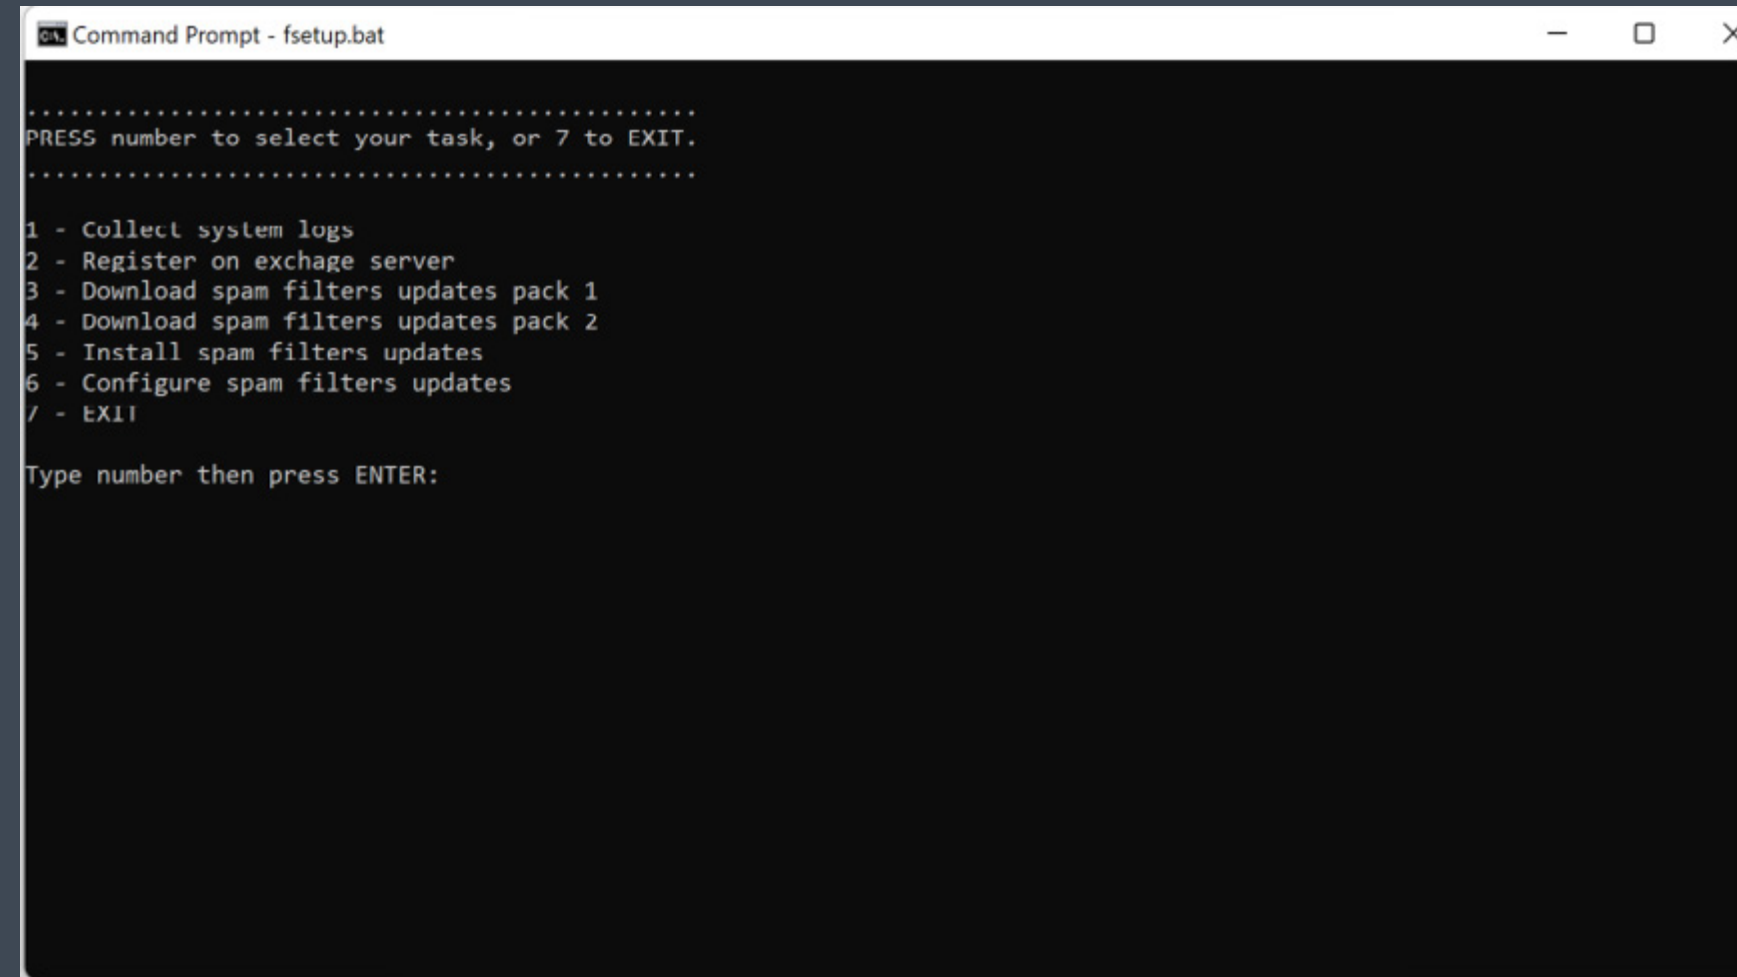 Command Prompt - fsetup.bat
................................................
PRESS number to select your task, or 7 to EXIT.
................................................
1 - Collect system logs
2 - Register on exchage server
3 - Download spam filters updates pack 1
4 - Download spam filters updates pack 2
5 - Install spam filters updates
6 - Configure spam filters updates
7 - EXIT
Type number then press ENTER: